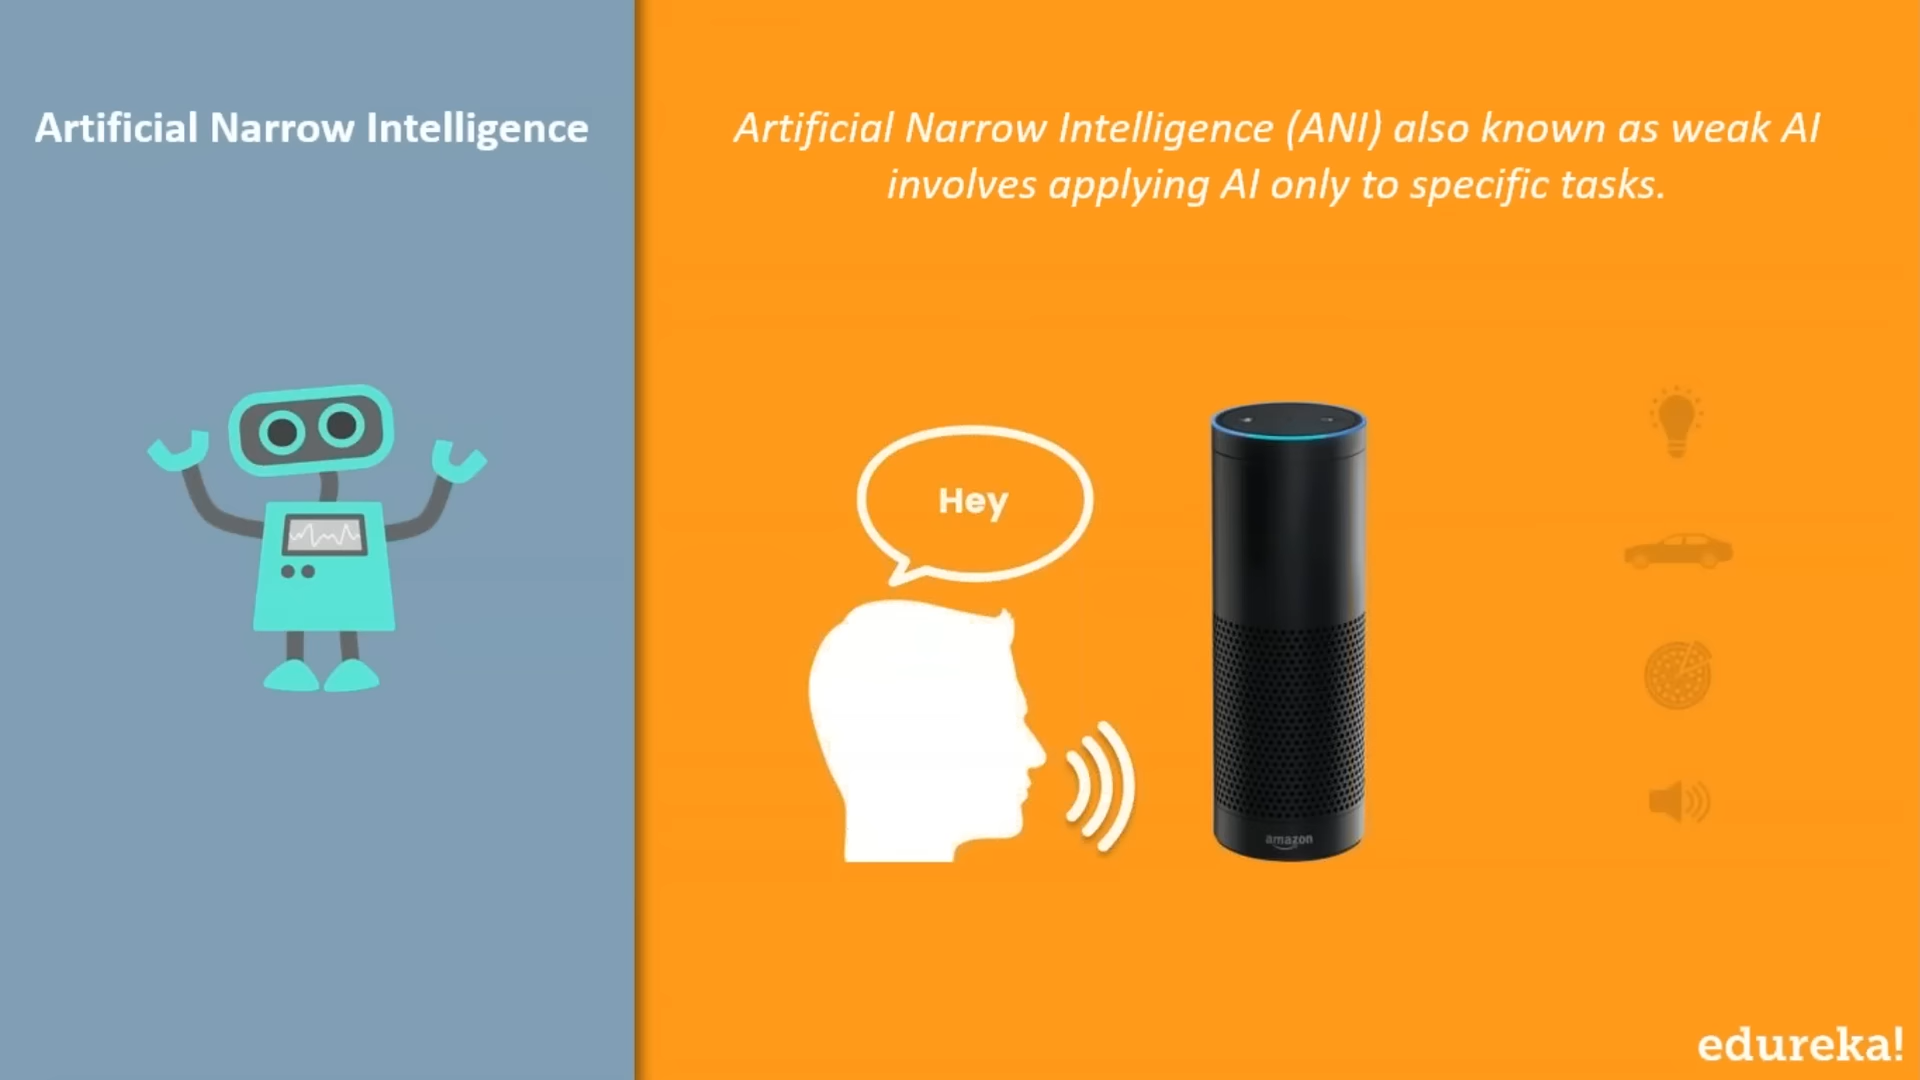 Artificial Narrow Intelligence
Artificial Narrow Intelligence (ANI) also known as weak AI
involves applying AI only to specific tasks.
Hey
amazon
edureka!